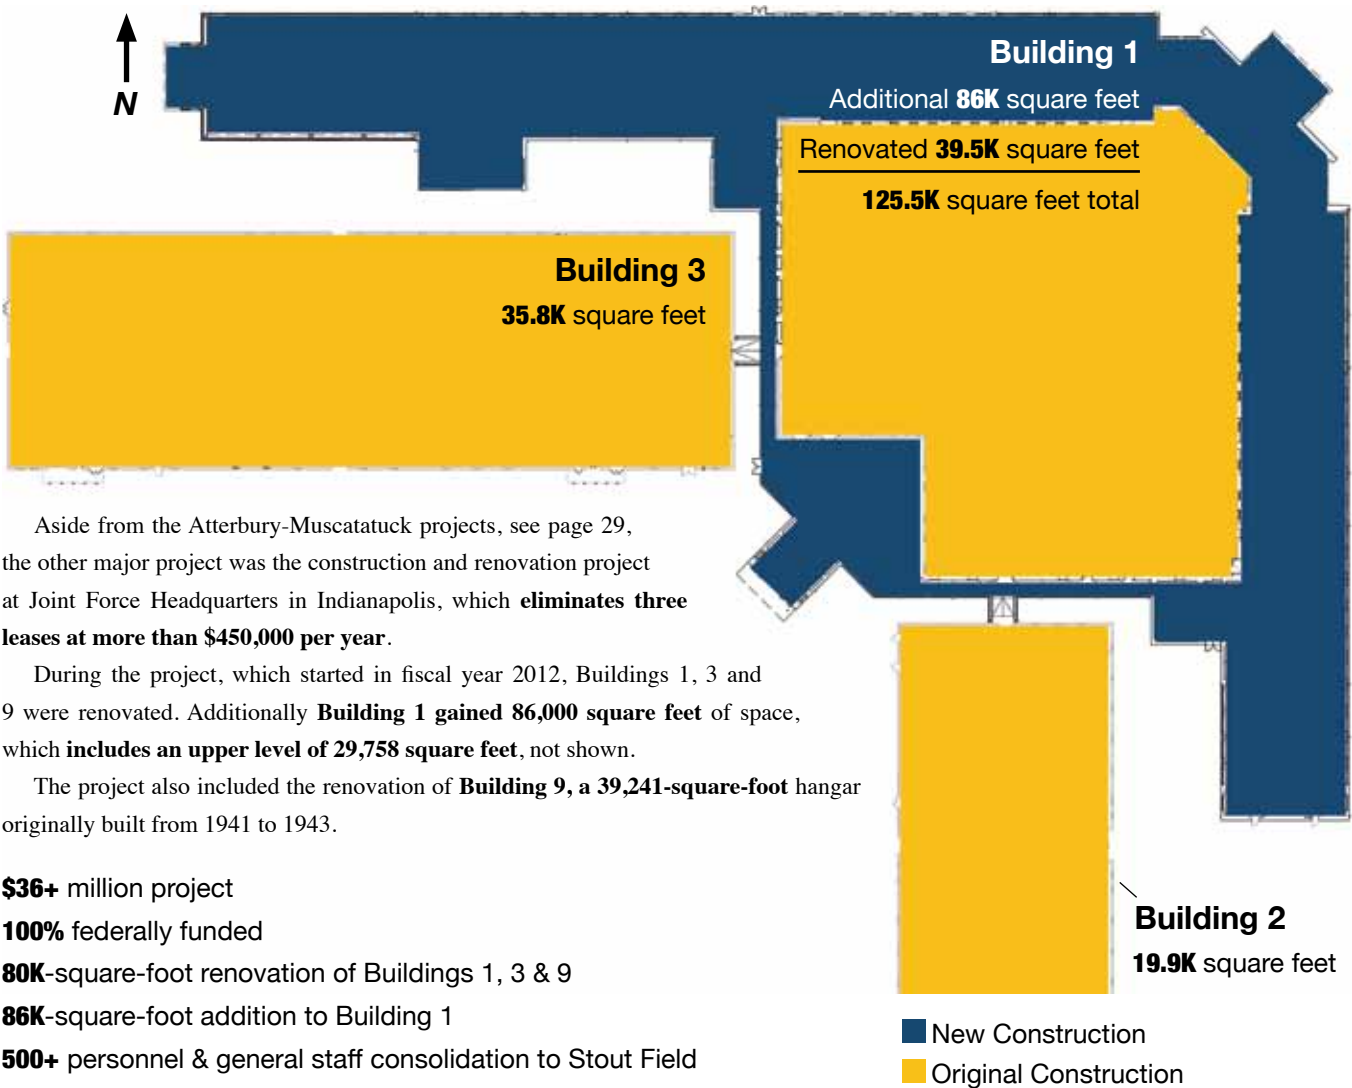 N
Building 1
Additional 86K square feet
Renovated 39.5K square feet
125.5K square feet total
Building 3
35.8K square feet
Aside from the Atterbury-Muscatatuck projects, see page 29,
the other major project was the construction and renovation project
at Joint Force Headquarters in Indianapolis, which eliminates three
leases at more than $450,000 per year.
During the project, which started in fiscal year 2012, Buildings 1, 3 and
9 were renovated. Additionally Building 1 gained 86,000 square feet of space,
which includes an upper level of 29,758 square feet, not shown.
The project also included the renovation of Building 9, a 39,241-square-foot hangar
originally built from 1941 to 1943.
$36+ million project
100% federally funded
80K-square-foot renovation of Buildings 1, 3 & 9
86K-square-foot addition to Building 1
500+ personnel & general staff consolidation to Stout Field
Building 2
19.9K square feet
New Construction
Original Construction